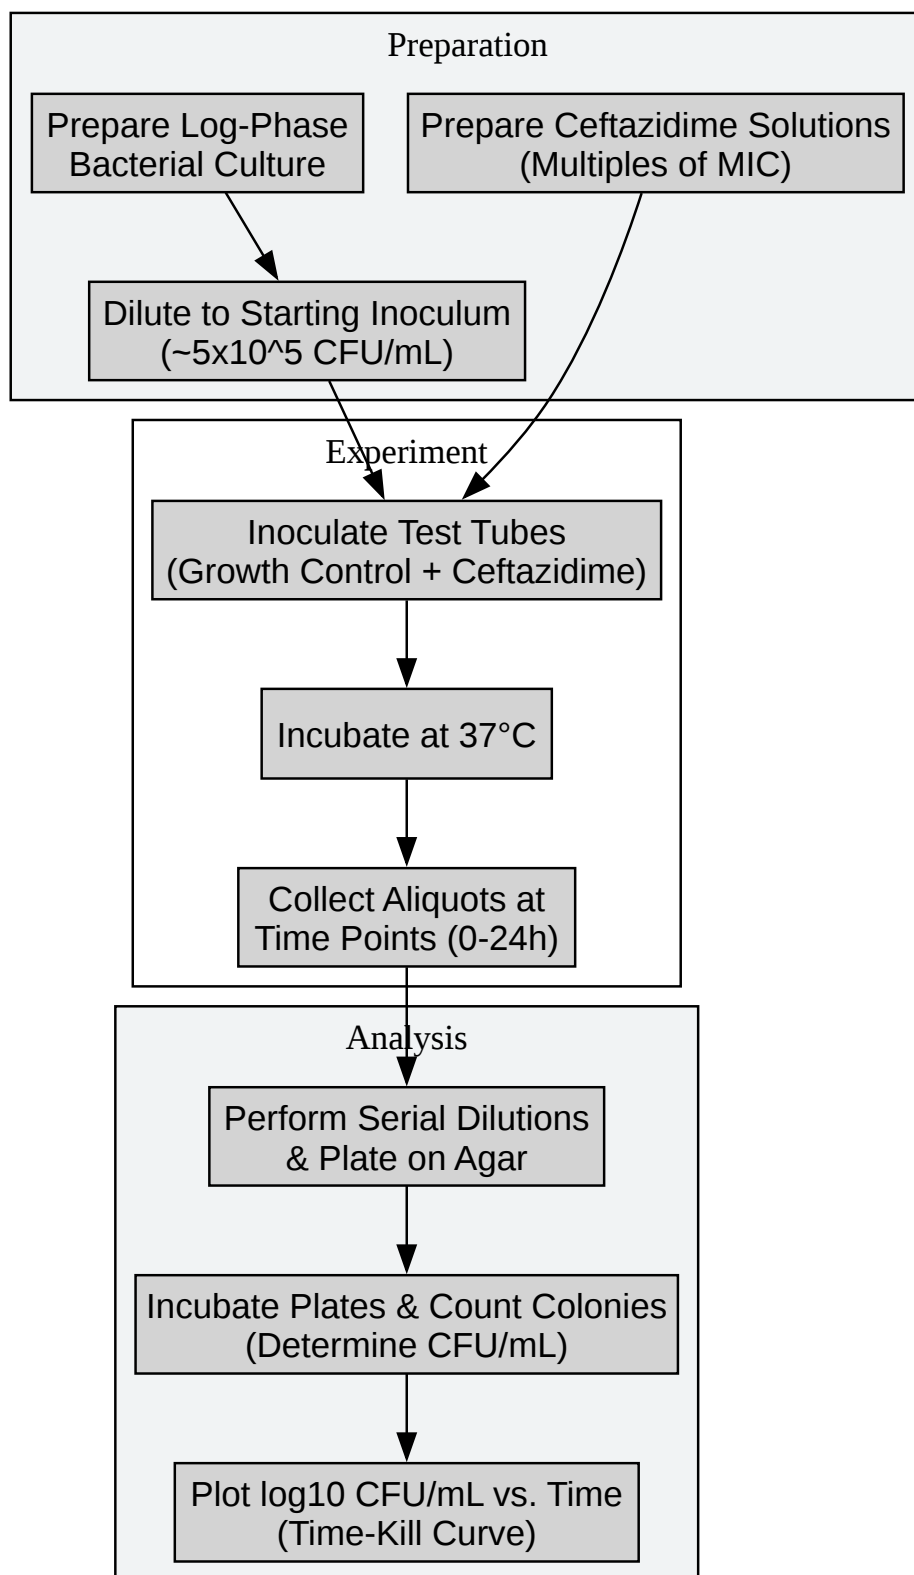 Preparation
Prepare Log-Phase
Bacterial Culture
Prepare Ceftazidime Solutions
(Multiples of MIC)
Dilute to Starting Inoculum
(~5x10^5 CFU/mL)
Experiment
Inoculate Test Tubes
(Growth Control + Ceftazidime)
Incubate at 37°C
Collect Aliquots at
Time Points (0-24h)
Analysis
Perform Serial Dilutions
& Plate on Agar
Incubate Plates & Count Colonies
(Determine CFU/mL)
Plot log10 CFU/mL vs. Time
(Time-Kill Curve)